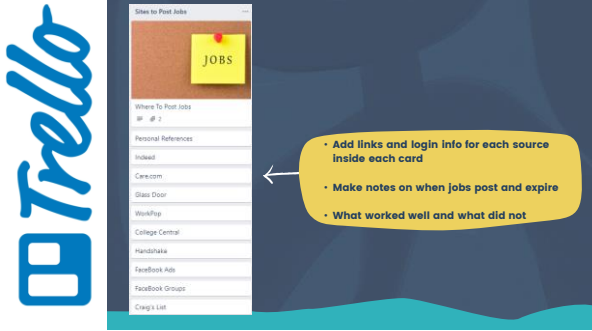 Trello
Sites to Post Jobs
JOBS
Where To Post Jobs
2
Personal References
Indeed
Care.com
Glass Door
WorkPop
College Central
Handshake
FaceBook Ads
FaceBook Groups
Craig's List
• Add links and login info for each source
inside each card
• Make notes on when jobs post and expire
• What worked well and what did not